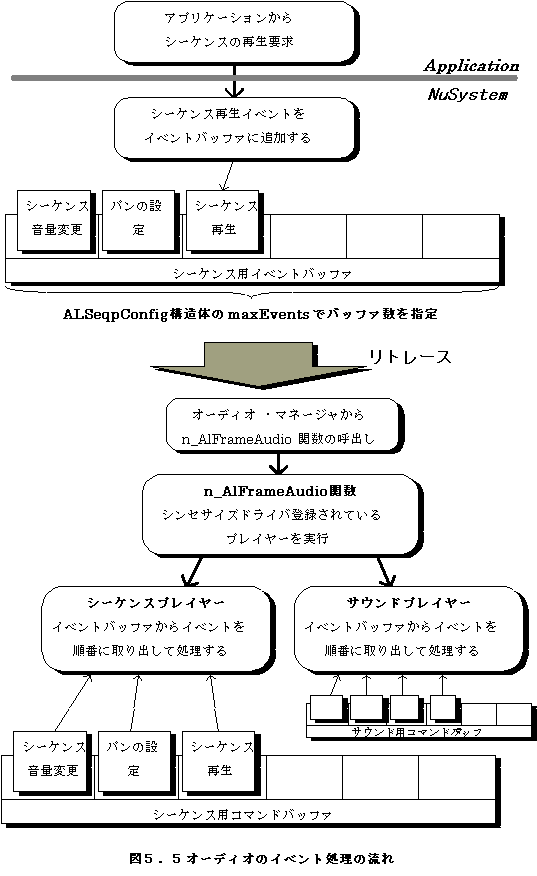 アプリケーションから
シーケンスの再生要求
Application
NuSystem
シーケンス再生イベントを
イベントバッファに追加する
シーケンス
音量変更
パンの設
定
シーケンス
再生
シーケンス用イベントバッファ
ALSeqpConfig構造体のmaxEventsでバッファ数を指定
リトレース
オーディオ・マネージャから
n_AlFrameAudio 関数の呼出し
n_AlFrameAudio関数
シンセサイズドライバ登録されている
プレイヤーを実行
シーケンスプレイヤー
イベントバッファからイベントを
順番に取り出して処理する
サウンドプレイヤー
イベントバッファからイベントを
順番に取り出して処理する
サウンド用コマンドバッフ
シーケンス
音量変更
パンの設
定
シーケンス
再生
シーケンス用コマンドバッファ
図５．５オーディオのイベント処理の流れ